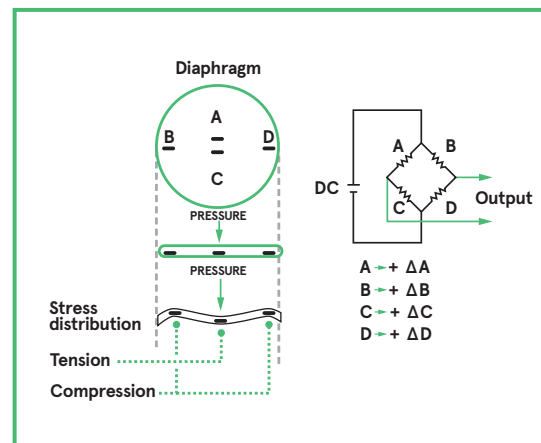 Diaphragm
A
B
D
C
PRESSURE
PRESSURE
Stress
distribution
Tension
Compression
DC
A
B
C
D
Output
A → + ΔA
B → + ΔB
C → + ΔC
D → + ΔD